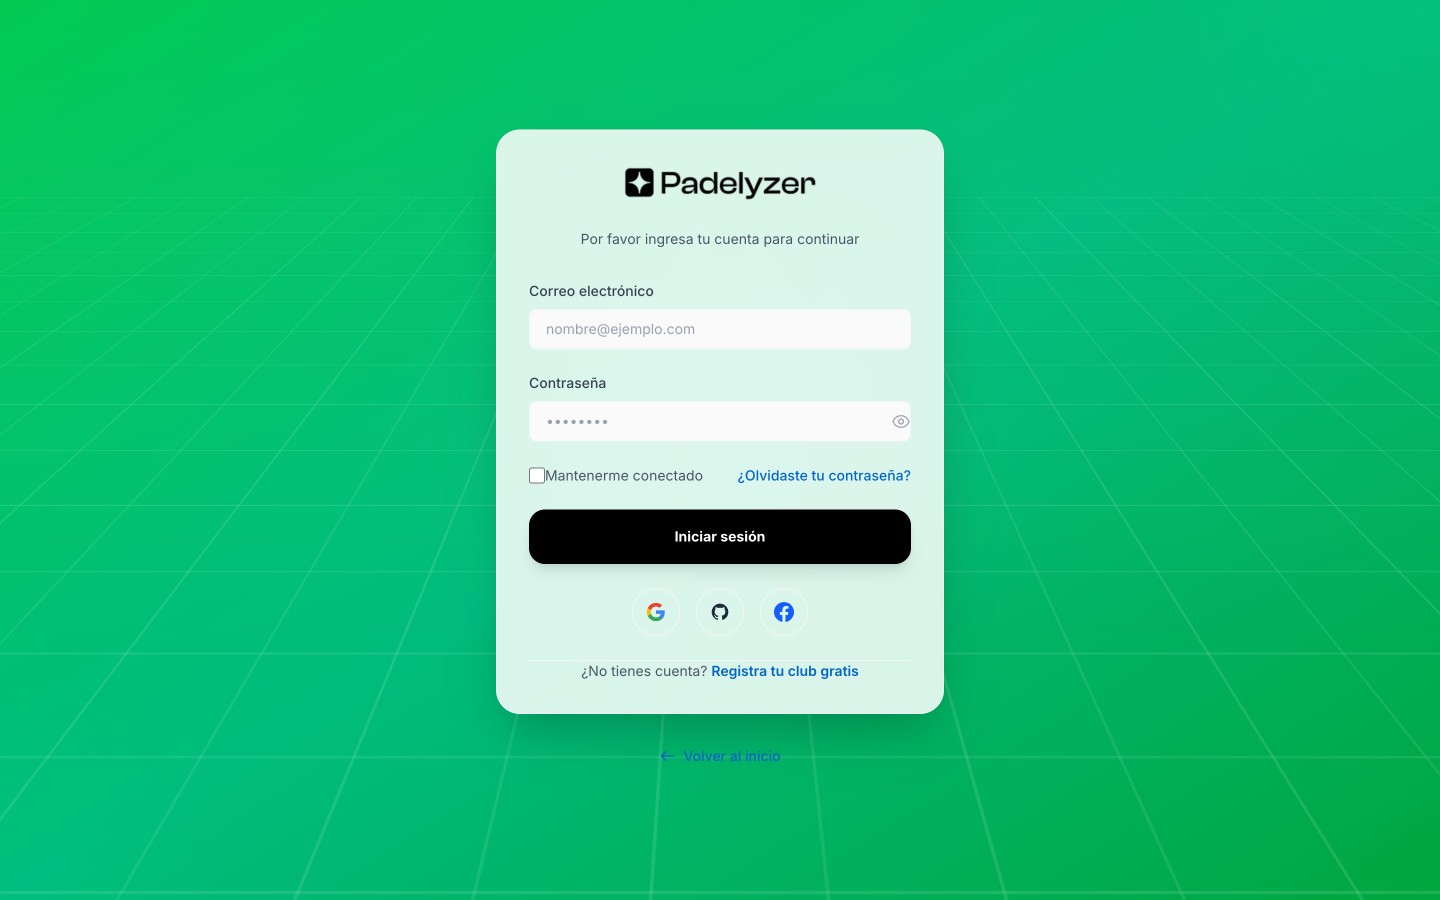 Padelyzer
Por favor ingresa tu cuenta para continuar
Correo electrónico
nombre@ejemplo.com
Contraseña
••••••••
Mantenerme conectado
¿Olvidaste tu contraseña?
Iniciar sesión
¿No tienes cuenta? Registra tu club gratis
← Volver al inicio